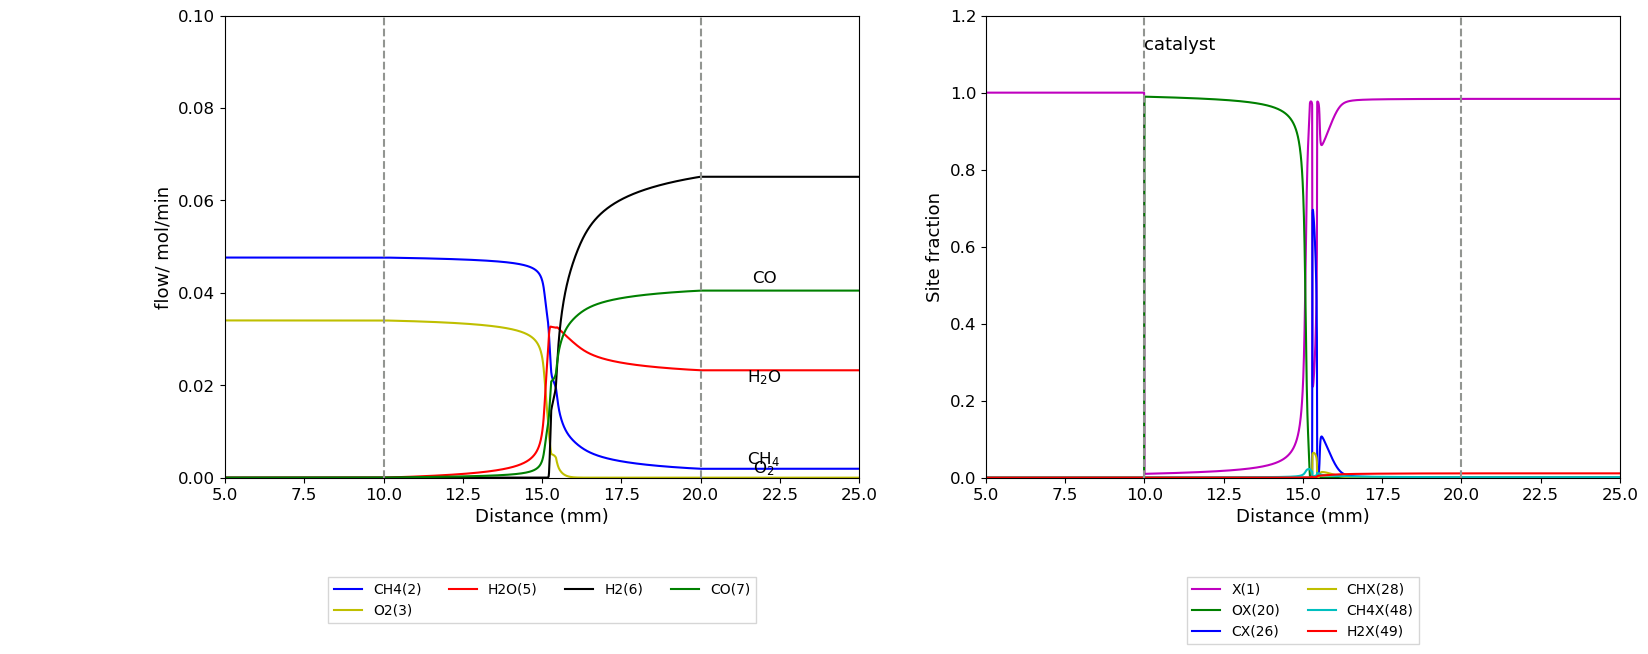 0.10
0.08
0.06
0.04
0.02
0.00
flow/ mol/min
CO
H₂O
CH₄
O₂
5.0 7.5 10.0 12.5 15.0 17.5 20.0 22.5 25.0
Distance (mm)
CH4(2) H2O(5) H2(6) CO(7)
O2(3)
1.2
1.0
0.8
0.6
0.4
0.2
0.0
Site fraction
catalyst
5.0 7.5 10.0 12.5 15.0 17.5 20.0 22.5 25.0
Distance (mm)
X(1) CHX(28)
OX(20) CH4X(48)
CX(26) H2X(49)